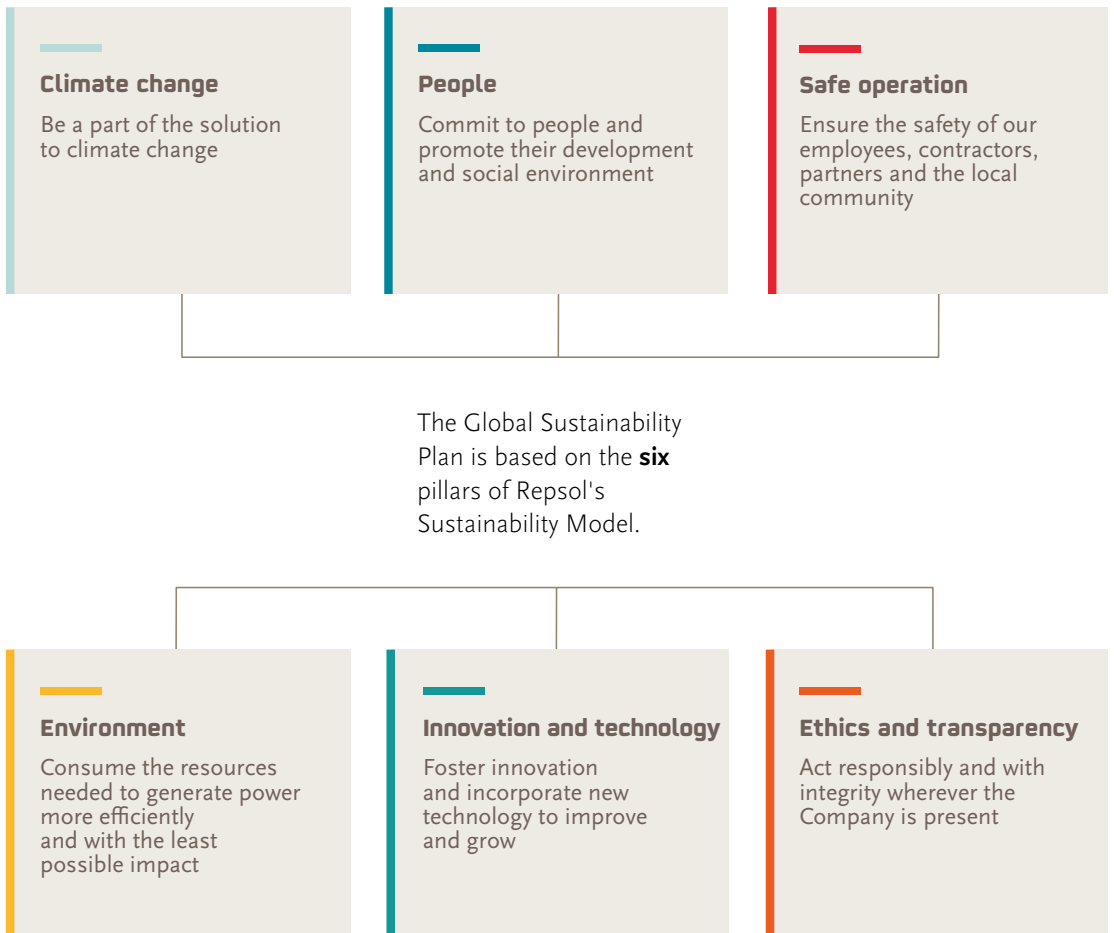 Climate change
Be a part of the solution
to climate change
People
Commit to people and
promote their development
and social environment
Safe operation
Ensure the safety of our
employees, contractors,
partners and the local
community
The Global Sustainability
Plan is based on the six
pillars of Repsol's
Sustainability Model.
Environment
Consume the resources
needed to generate power
more efficiently
and with the least
possible impact
Innovation and technology
Foster innovation
and incorporate new
technology to improve
and grow
Ethics and transparency
Act responsibly and with
integrity wherever the
Company is present